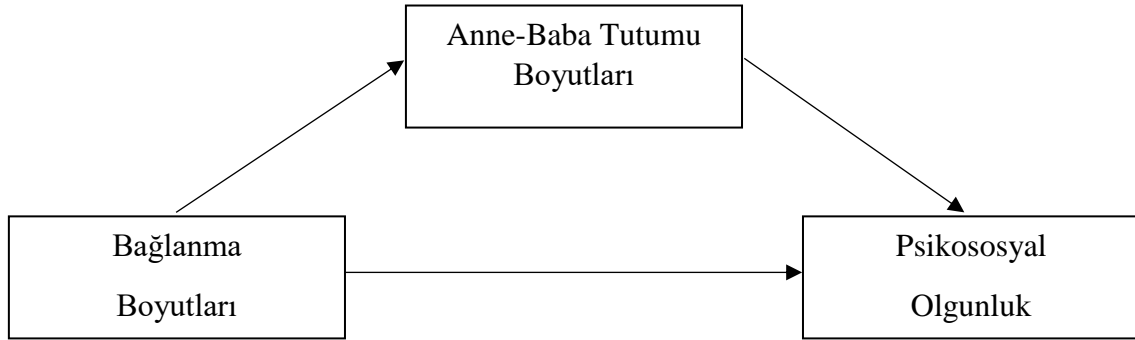 Anne-Baba Tutumu
Boyutları
Bağlanma
Boyutları
Psikososyal
Olgunluk